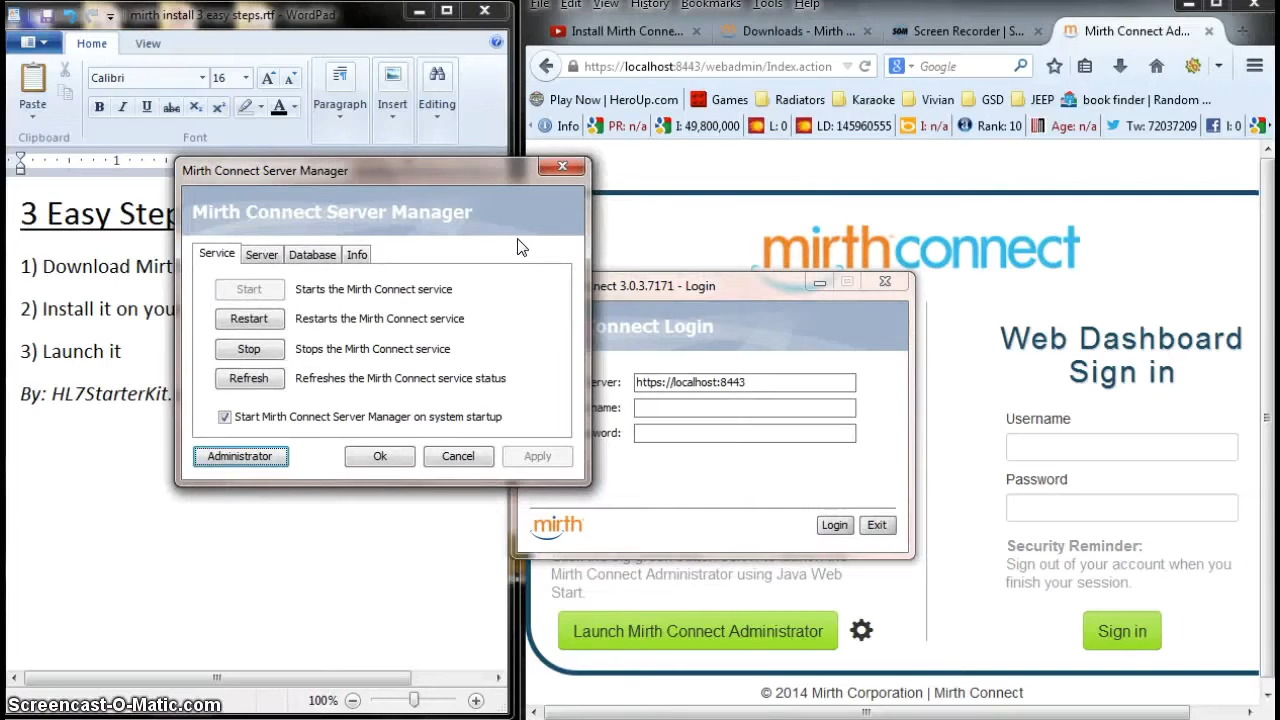 mirth install 3 easy steps.rtf - WordPad
Home
View
Paste
Clipboard
Calibri
16
Font
Paragraph
Insert
Editing
1
3 Easy Step
1) Download Mirt
2) Install it on you
3) Launch it
By: HL7StarterKit.
100%
Screencast-O-Matic.com
Mirth Connect Server Manager
Mirth Connect Server Manager
Service
Server
Database
Info
Start
Starts the Mirth Connect service
Restart
Restarts the Mirth Connect service
Stop
Stops the Mirth Connect service
Refresh
Refreshes the Mirth Connect service status
Start Mirth Connect Server Manager on system startup
Administrator
Ok
Cancel
Apply
nect 3.0.3.7171 - Login
onnect Login
erver:
https://localhost:8443
name:
word:
mirth
Login
Exit
File Edit View History Bookmarks Tools Help
Install Mirth Conne...
Downloads - Mirth ...
SOM Screen Recorder | S...
Mirth Connect Ad...
https://localhost:8443/webadmin/Index.action
Google
Play Now | HeroUp.com
Games
Radiators
Karaoke
Vivian
GSD
JEEP
book finder | Random ...
Info
PR: n/a
I: 49,800,000
L: 0
LD: 145960555
I: n/a
Rank: 10
Age: n/a
Tw: 72037209
I: 0
mirth connect
Web Dashboard
Sign in
Username
Password
Security Reminder:
Sign out of your account when you
finish your session.
Sign in
Mirth Connect Administrator using Java Web
Start.
Launch Mirth Connect Administrator
© 2014 Mirth Corporation | Mirth Connect